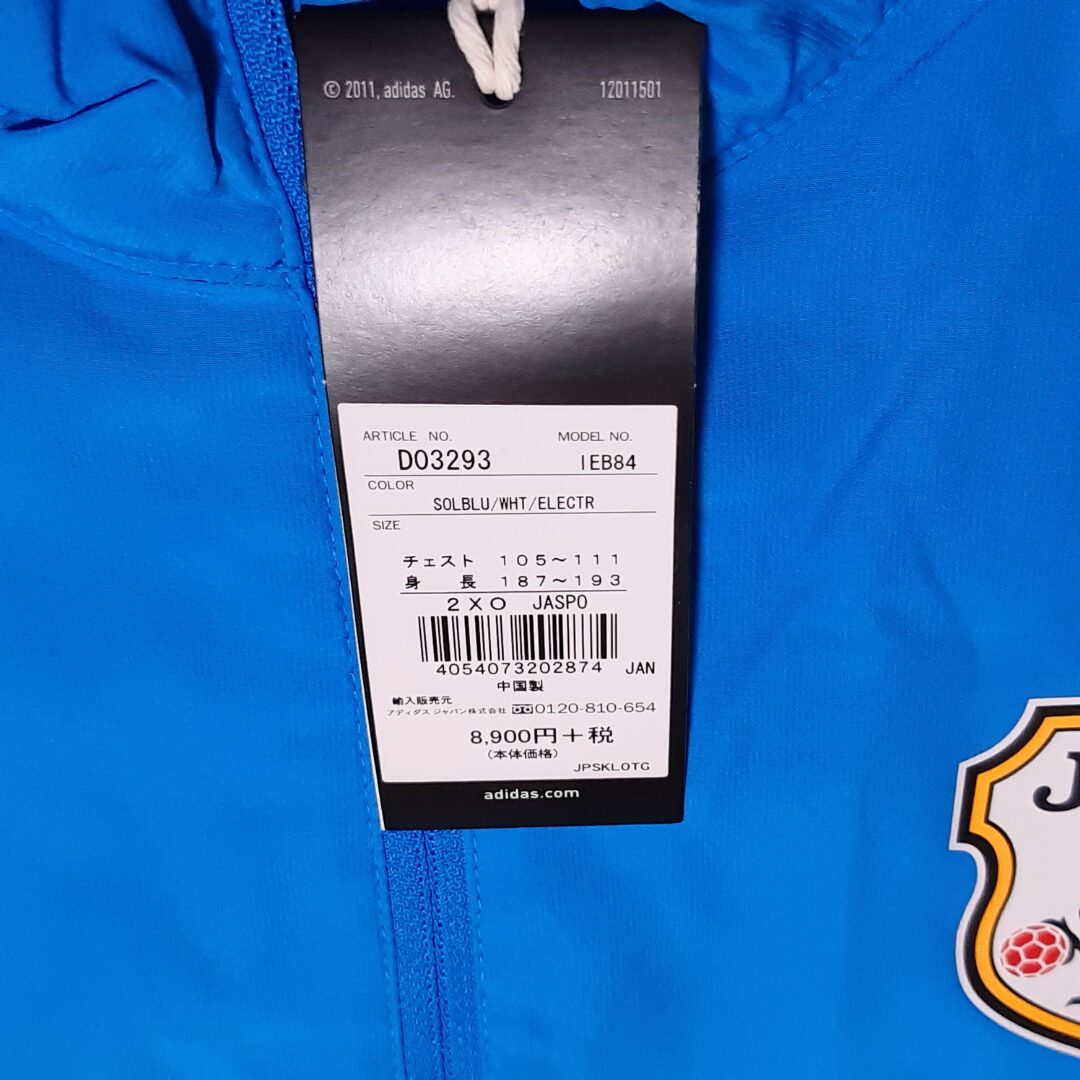 © 2011, adidas AG. 12011501
ARTICLE NO. MODEL NO.
D03293 IEB84
COLOR
SOLBLU/WHT/ELECTR
SIZE
チェスト 105～111
身長 187～193
2XO JASPO
4054073202874 JAN
中国製
輸入販売元
アディダス ジャパン株式会社 0120-810-654
8,900円+税
(本体価格)
JPSKLOTG
adidas.com
J